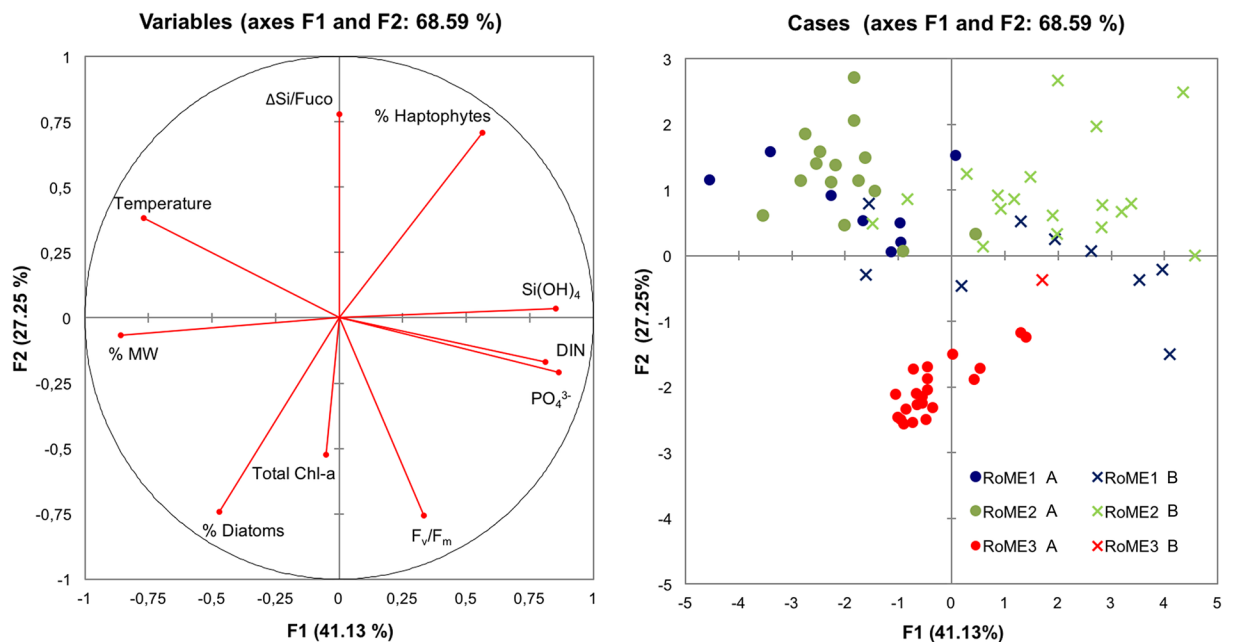 Variables (axes F1 and F2: 68.59 %)
1
0,75
0,5
0,25
0
-0,25
-0,5
-0,75
-1
F2 (27.25 %)
ΔSi/Fuco
% Haptophytes
Temperature
Si(OH)₄
% MW
DIN
PO₄³⁻
Total Chl-a
% Diatoms
Fᵥ/Fₘ
-1
-0,75
-0,5
-0,25
0
0,25
0,5
0,75
1
F1 (41.13 %)
Cases (axes F1 and F2: 68.59 %)
3
2
1
0
-1
-2
-3
-4
-5
F2 (27.25%)
RoME1 A
RoME1 B
RoME2 A
RoME2 B
RoME3 A
RoME3 B
-5
-4
-3
-2
-1
0
1
2
3
4
5
F1 (41.13%)